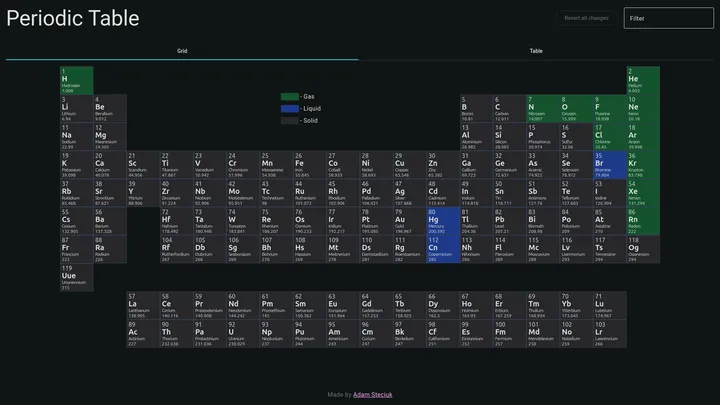 Periodic Table
Revert all changes
Filter
Grid Table
1 2
H He
Hydrogen Helium
1.008 4.003
- Gas
- Liquid
- Solid
3 4 5 6 7 8 9 10
Li Be B C N O F Ne
Lithium Beryllium Boron Carbon Nitrogen Oxygen Fluorine Neon
6.94 9.012 10.81 12.011 14.007 15.999 18.998 20.18
11 12 13 14 15 16 17 18
Na Mg Al Si P S Cl Ar
Sodium Magnesium Aluminium Silicon Phosphorus Sulfur Chlorine Argon
22.99 24.305 26.982 28.085 30.974 32.06 35.45 39.948
19 20 21 22 23 24 25 26 27 28 29 30 31 32 33 34 35 36
K Ca Sc Ti V Cr Mn Fe Co Ni Cu Zn Ga Ge As Se Br Kr
Potassium Calcium Scandium Titanium Vanadium Chromium Manganese Iron Cobalt Nickel Copper Zinc Gallium Germanium Arsenic Selenium Bromine Krypton
39.098 40.078 44.956 47.867 50.942 51.996 54.938 55.845 58.933 58.693 63.546 65.382 69.723 72.631 74.922 78.972 79.904 83.798
37 38 39 40 41 42 43 44 45 46 47 48 49 50 51 52 53 54
Rb Sr Y Zr Nb Mo Tc Ru Rh Pd Ag Cd In Sn Sb Te I Xe
Rubidium Strontium Yttrium Zirconium Niobium Molybdenum Technetium Ruthenium Rhodium Palladium Silver Cadmium Indium Tin Antimony Tellurium Iodine Xenon
85.468 87.621 88.906 91.224 92.906 95.951 98 101.072 102.906 106.421 107.868 112.414 114.818 118.711 121.76 127.603 126.904 131.294
55 56 72 73 74 75 76 77 78 79 80 81 82 83 84 85 86
Cs Ba Hf Ta W Re Os Ir Pt Au Hg Tl Pb Bi Po At Rn
Cesium Barium Hafnium Tantalum Tungsten Rhenium Osmium Iridium Platinum Gold Mercury Thallium Lead Bismuth Polonium Astatine Radon
132.905 137.328 178.492 180.948 183.841 186.207 190.233 192.217 195.085 196.967 200.592 204.38 207.21 208.98 209 210 222
87 88 104 105 106 107 108 109 110 111 112 113 114 115 116 117 118
Fr Ra Rf Db Sg Bh Hs Mt Ds Rg Cn Nh Fl Mc Lv Ts Og
Francium Radium Rutherfordium Dubnium Seaborgium Bohrium Hassium Meitnerium Darmstadtium Roentgenium Copernicium Nihonium Flerovium Moscovium Livermorium Tennessine Oganesson
223 226 267 268 269 270 269 278 281 282 285 286 289 289 293 294 294
119
Uue
Ununennium
315
57 58 59 60 61 62 63 64 65 66 67 68 69 70 71
La Ce Pr Nd Pm Sm Eu Gd Tb Dy Ho Er Tm Yb Lu
Lanthanum Cerium Praseodymium Neodymium Promethium Samarium Europium Gadolinium Terbium Dysprosium Holmium Erbium Thulium Ytterbium Lutetium
138.905 140.116 140.908 144.242 145 150.362 151.964 157.253 158.925 162.5 164.93 167.259 168.934 173.045 174.967
89 90 91 92 93 94 95 96 97 98 99 100 101 102 103
Ac Th Pa U Np Pu Am Cm Bk Cf Es Fm Md No Lr
Actinium Thorium Protactinium Uranium Neptunium Plutonium Americium Curium Berkelium Californium Einsteinium Fermium Mendelevium Nobelium Lawrencium
227 232.038 231.036 238.029 237 244 243 247 247 251 252 257 258 259 266
Made by Adam Steciuk